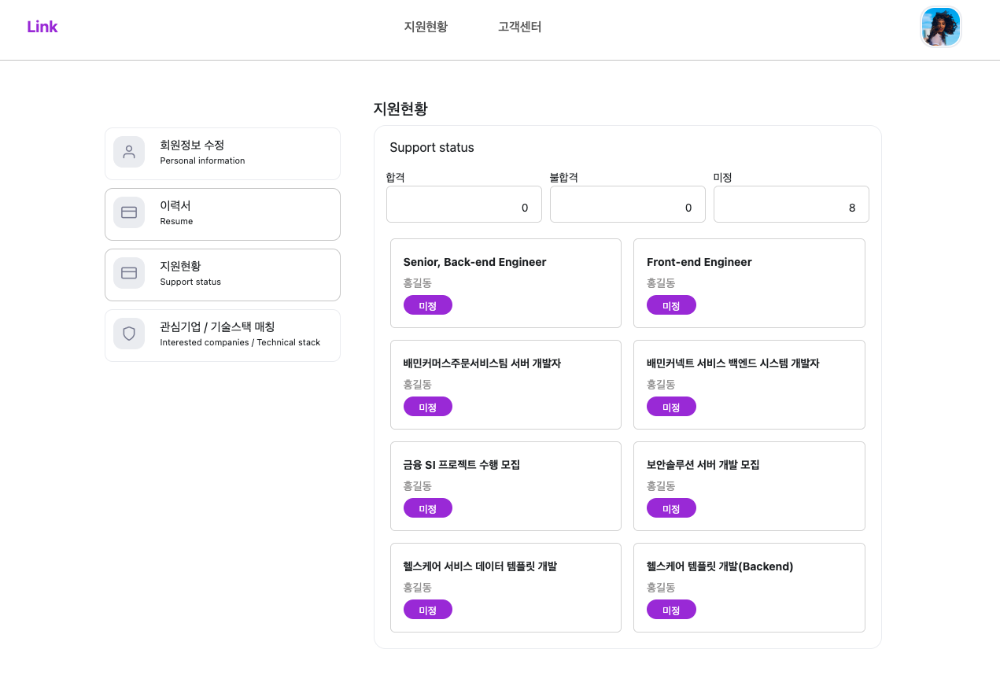 Link
지원현황
고객센터
회원정보 수정
Personal information
이력서
Resume
지원현황
Support status
관심기업 / 기술스택 매칭
Interested companies / Technical stack
지원현황
Support status
합격
불합격
미정
0
0
8
Senior, Back-end Engineer
홍길동
미정
Front-end Engineer
홍길동
미정
배민커머스주문서비스팀 서버 개발자
홍길동
미정
배민커넥트 서비스 백엔드 시스템 개발자
홍길동
미정
금융 SI 프로젝트 수행 모집
홍길동
미정
보안솔루션 서버 개발 모집
홍길동
미정
헬스케어 서비스 데이터 템플릿 개발
홍길동
미정
헬스케어 템플릿 개발(Backend)
홍길동
미정